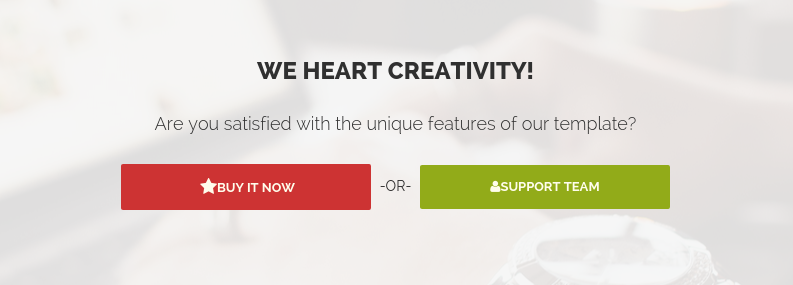 WE HEART CREATIVITY!
Are you satisfied with the unique features of our template?
BUY IT NOW -OR- SUPPORT TEAM